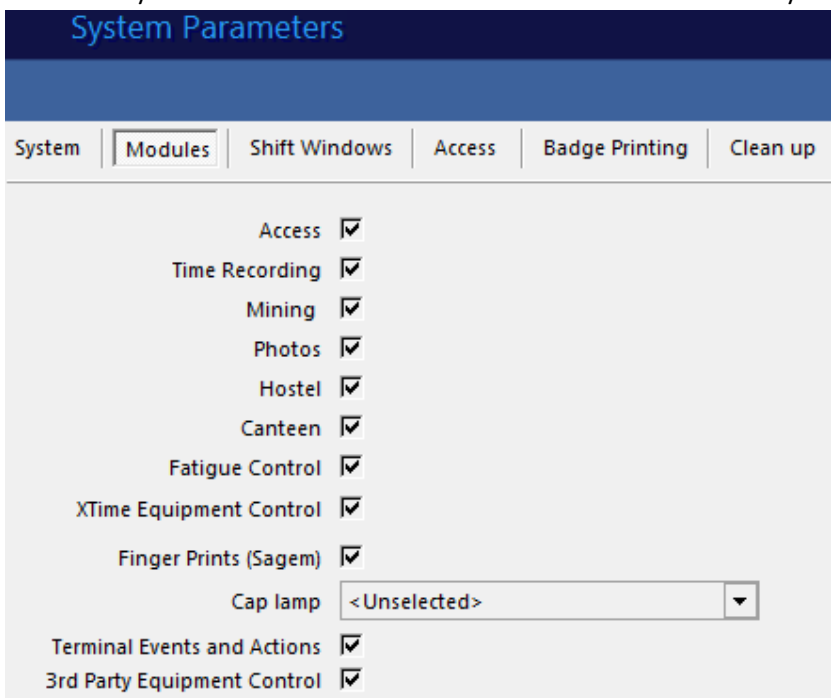 System Parameters
System Modules Shift Windows Access Badge Printing Clean up
Access
Time Recording
Mining
Photos
Hostel
Canteen
Fatigue Control
XTime Equipment Control
Finger Prints (Sagem)
Cap lamp <Unselected>
Terminal Events and Actions
3rd Party Equipment Control